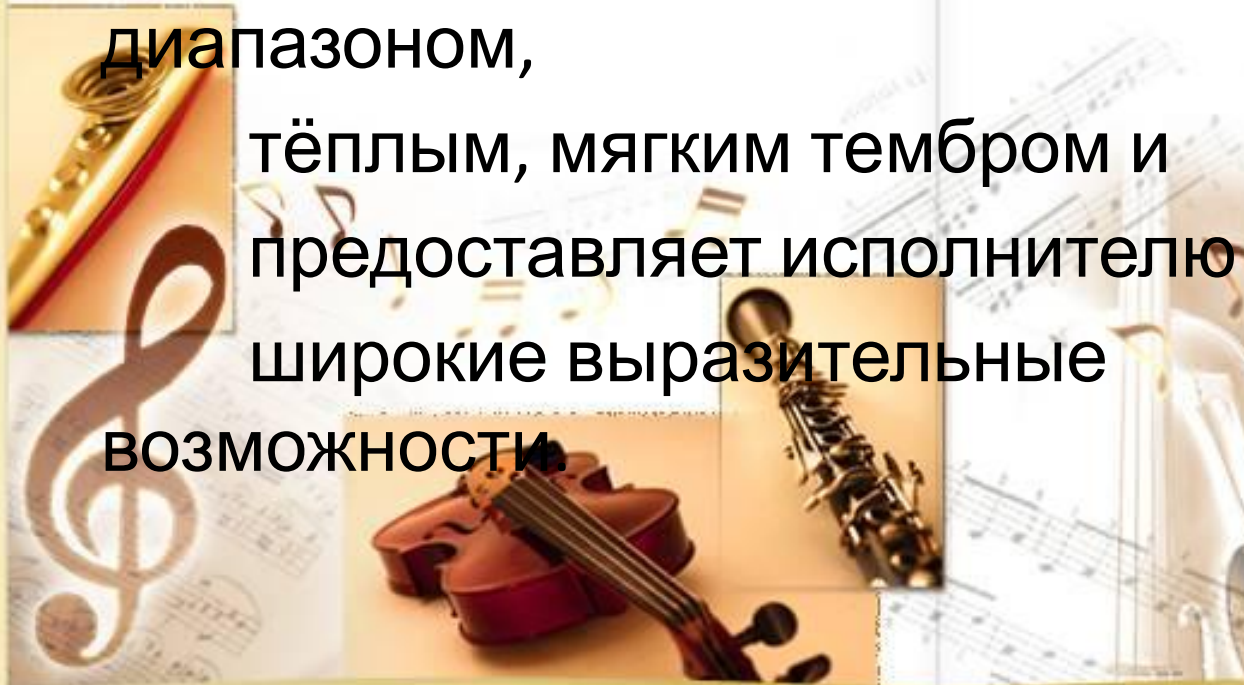 диапазоном,
тёплым, мягким тембром и
предоставляет исполнителю
широкие выразительные
возможности.